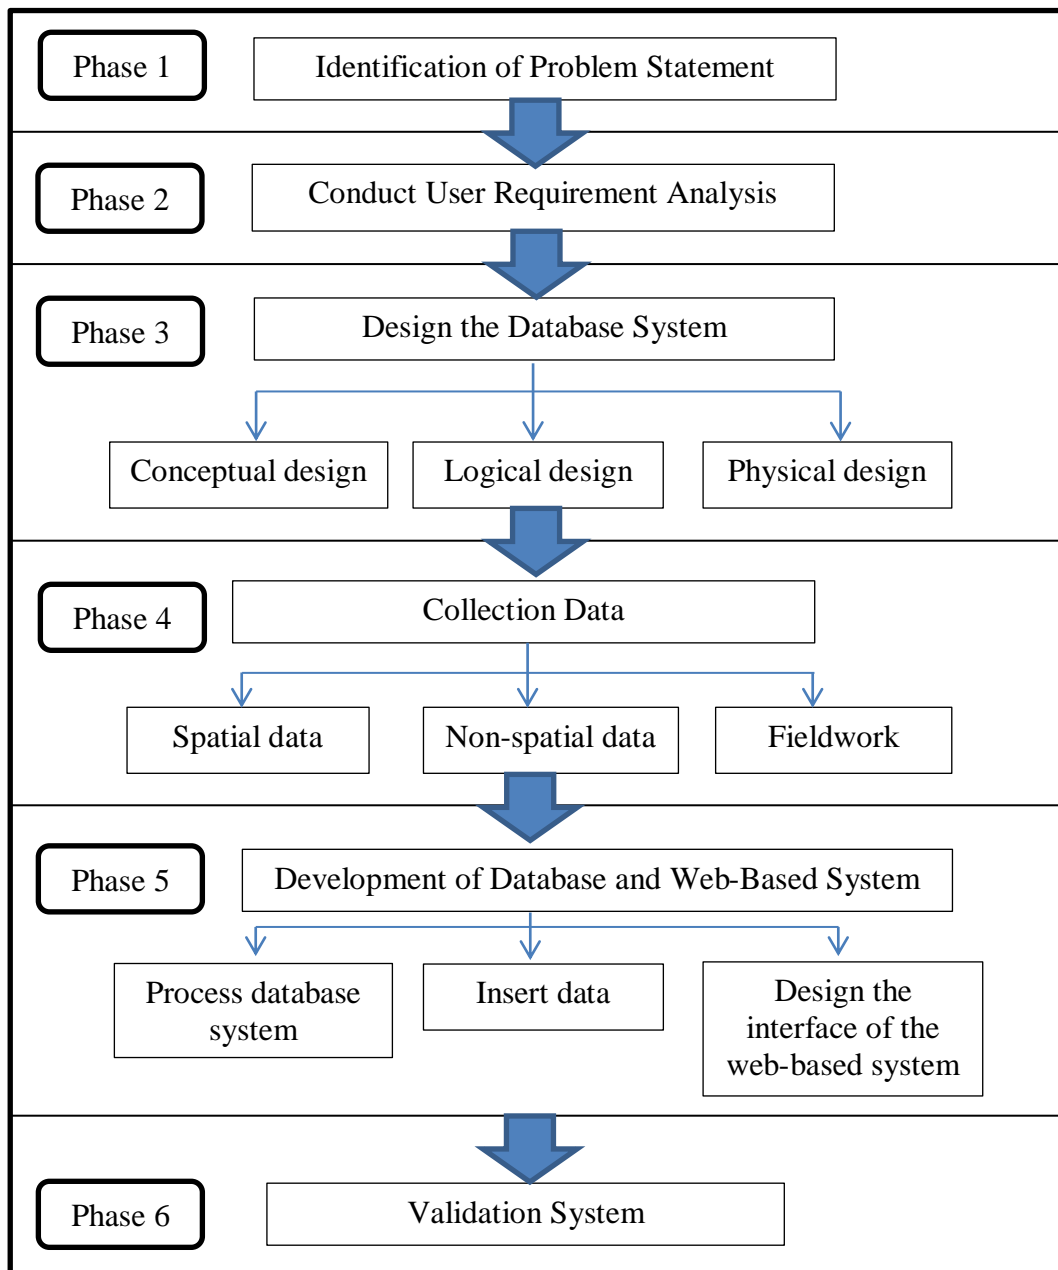 Phase 1
Identification of Problem Statement
Phase 2
Conduct User Requirement Analysis
Phase 3
Design the Database System
Conceptual design
Logical design
Physical design
Phase 4
Collection Data
Spatial data
Non-spatial data
Fieldwork
Phase 5
Development of Database and Web-Based System
Process database
system
Insert data
Design the
interface of the
web-based system
Phase 6
Validation System